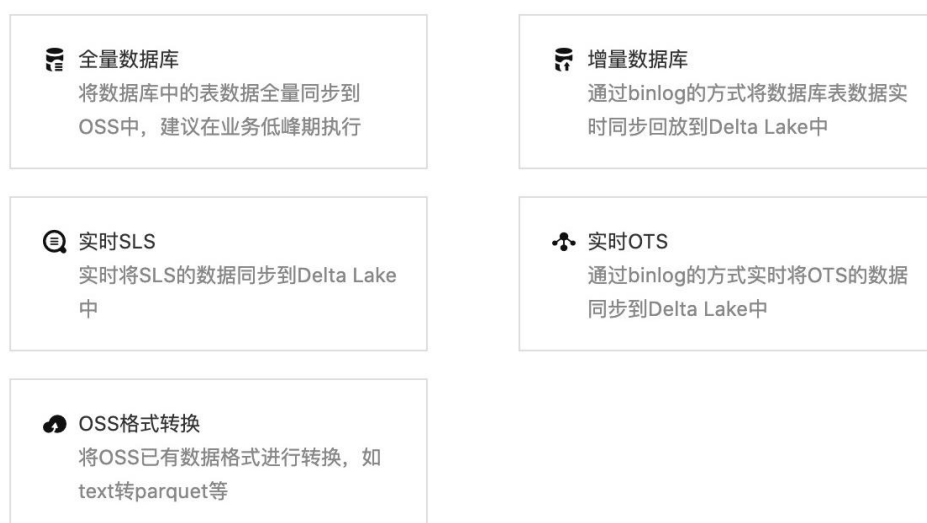 全量数据库
将数据库中的表数据全量同步到
OSS中，建议在业务低峰期执行
增量数据库
通过binlog的方式将数据库表数据实
时同步回放到Delta Lake中
实时SLS
实时将SLS的数据同步到Delta Lake
中
实时OTS
通过binlog的方式实时将OTS的数据
同步到Delta Lake中
OSS格式转换
将OSS已有数据格式进行转换，如
text转parquet等